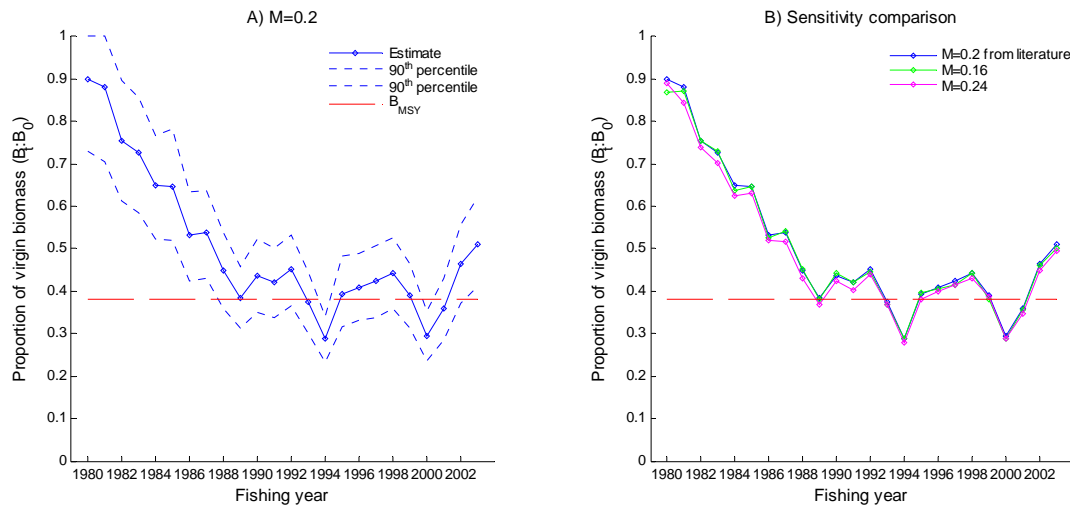 A) M=0.2
Proportion of virgin biomass (Bt:B0)
1
0.9
0.8
0.7
0.6
0.5
0.4
0.3
0.2
0.1
0
Estimate
90th percentile
90th percentile
BMSY
1980 1982 1984 1986 1988 1990 1992 1994 1996 1998 2000 2002
Fishing year
B) Sensitivity comparison
Proportion of virgin biomass (Bt:B0)
1
0.9
0.8
0.7
0.6
0.5
0.4
0.3
0.2
0.1
0
M=0.2 from literature
M=0.16
M=0.24
1980 1982 1984 1986 1988 1990 1992 1994 1996 1998 2000 2002
Fishing year